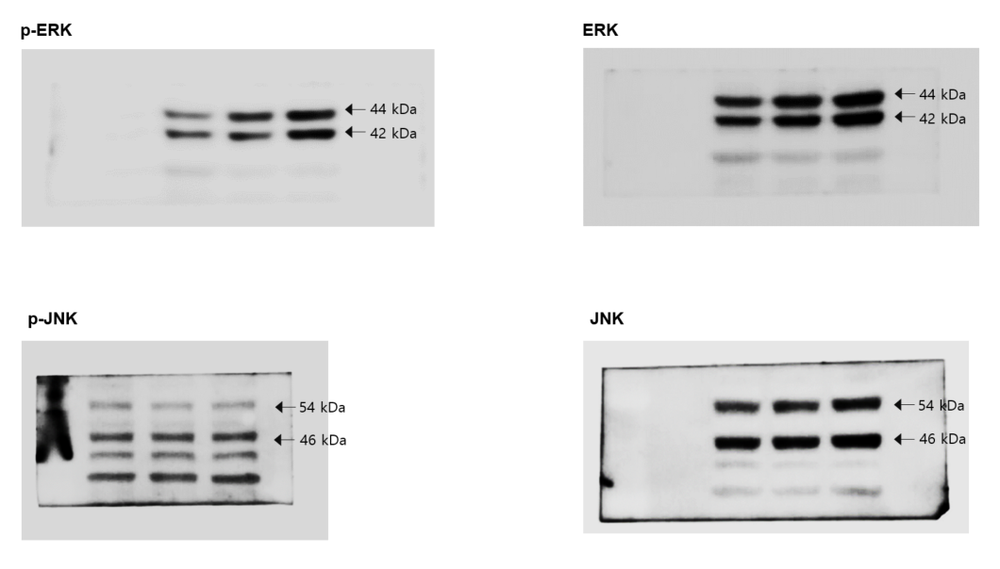 p-ERK
44 kDa
42 kDa
ERK
44 kDa
42 kDa
p-JNK
54 kDa
46 kDa
JNK
54 kDa
46 kDa